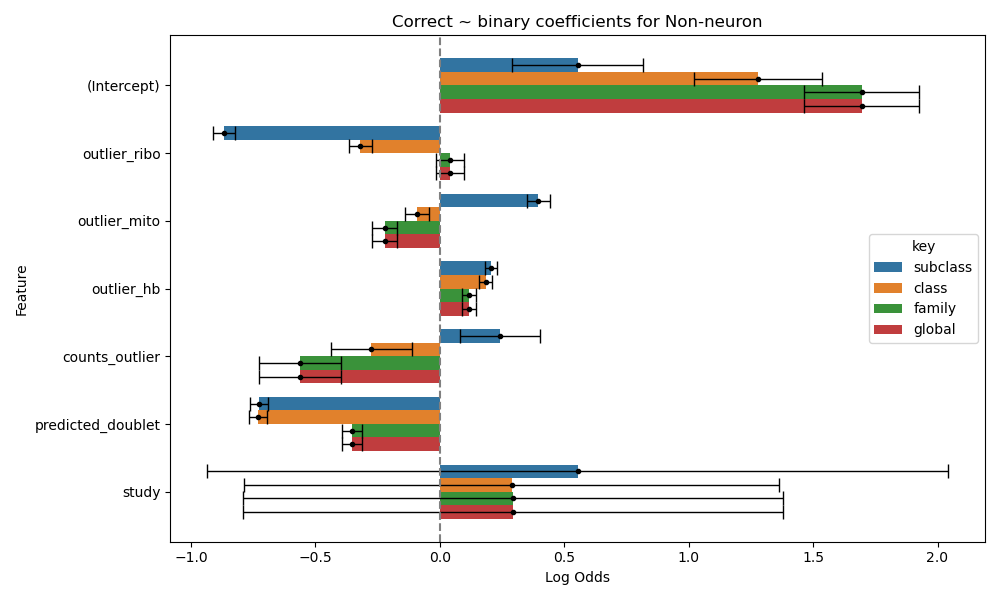 Correct ~ binary coefficients for Non-neuron
Feature
(Intercept)
outlier_ribo
outlier_mito
outlier_hb
counts_outlier
predicted_doublet
study
key
subclass
class
family
global
−1.0
−0.5
0.0
0.5
1.0
1.5
2.0
Log Odds